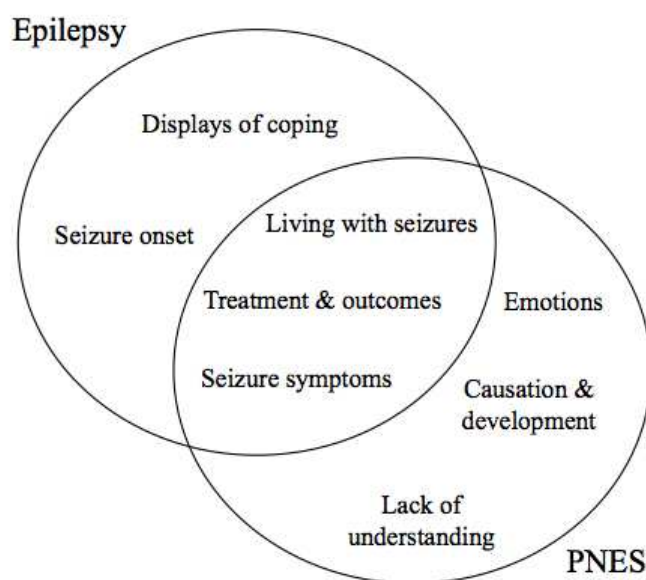 Epilepsy
Displays of coping
Seizure onset
Living with seizures
Treatment & outcomes
Emotions
Seizure symptoms
Causation &
development
Lack of
understanding
PNES